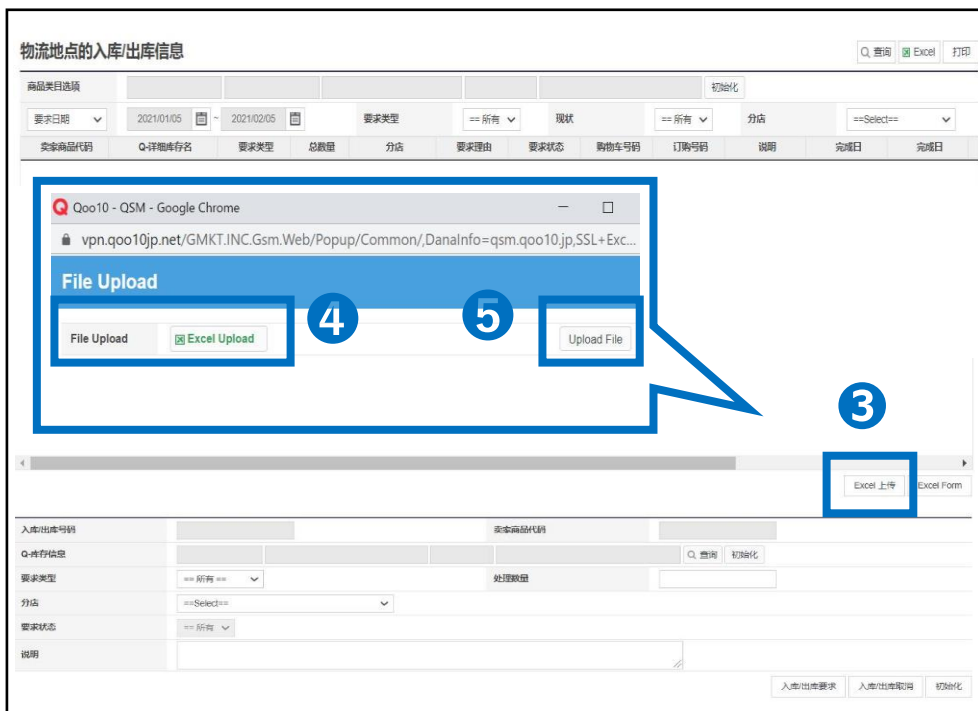 物流地点的入库/出库信息
查询 Excel 打印
商品类目选项 初始化
要求日期 2021/01/05 ~ 2021/02/05 要求类型 == 所有 现状 == 所有 分店 ==Select==
卖家商品代码 Q-详细库存名 要求类型 总数量 分店 要求理由 要求状态 购物车号码 订购号码 说明 完成日 完成日
Qoo10 - QSM - Google Chrome
vpn.qoo10jp.net/GMKT.INC.Gsm.Web/Popup/Common/,DanaInfo=qsm.qoo10.jp,SSL+Exc...
File Upload
4 5
File Upload Excel Upload Upload File
3
Excel 上传 Excel Form
入库/出库号码 卖家商品代码
Q-库存信息 查询 初始化
要求类型 == 所有 == 处理数量
分店 ==Select==
要求状态 == 所有
说明
入库/出库要求 入库/出库取消 初始化